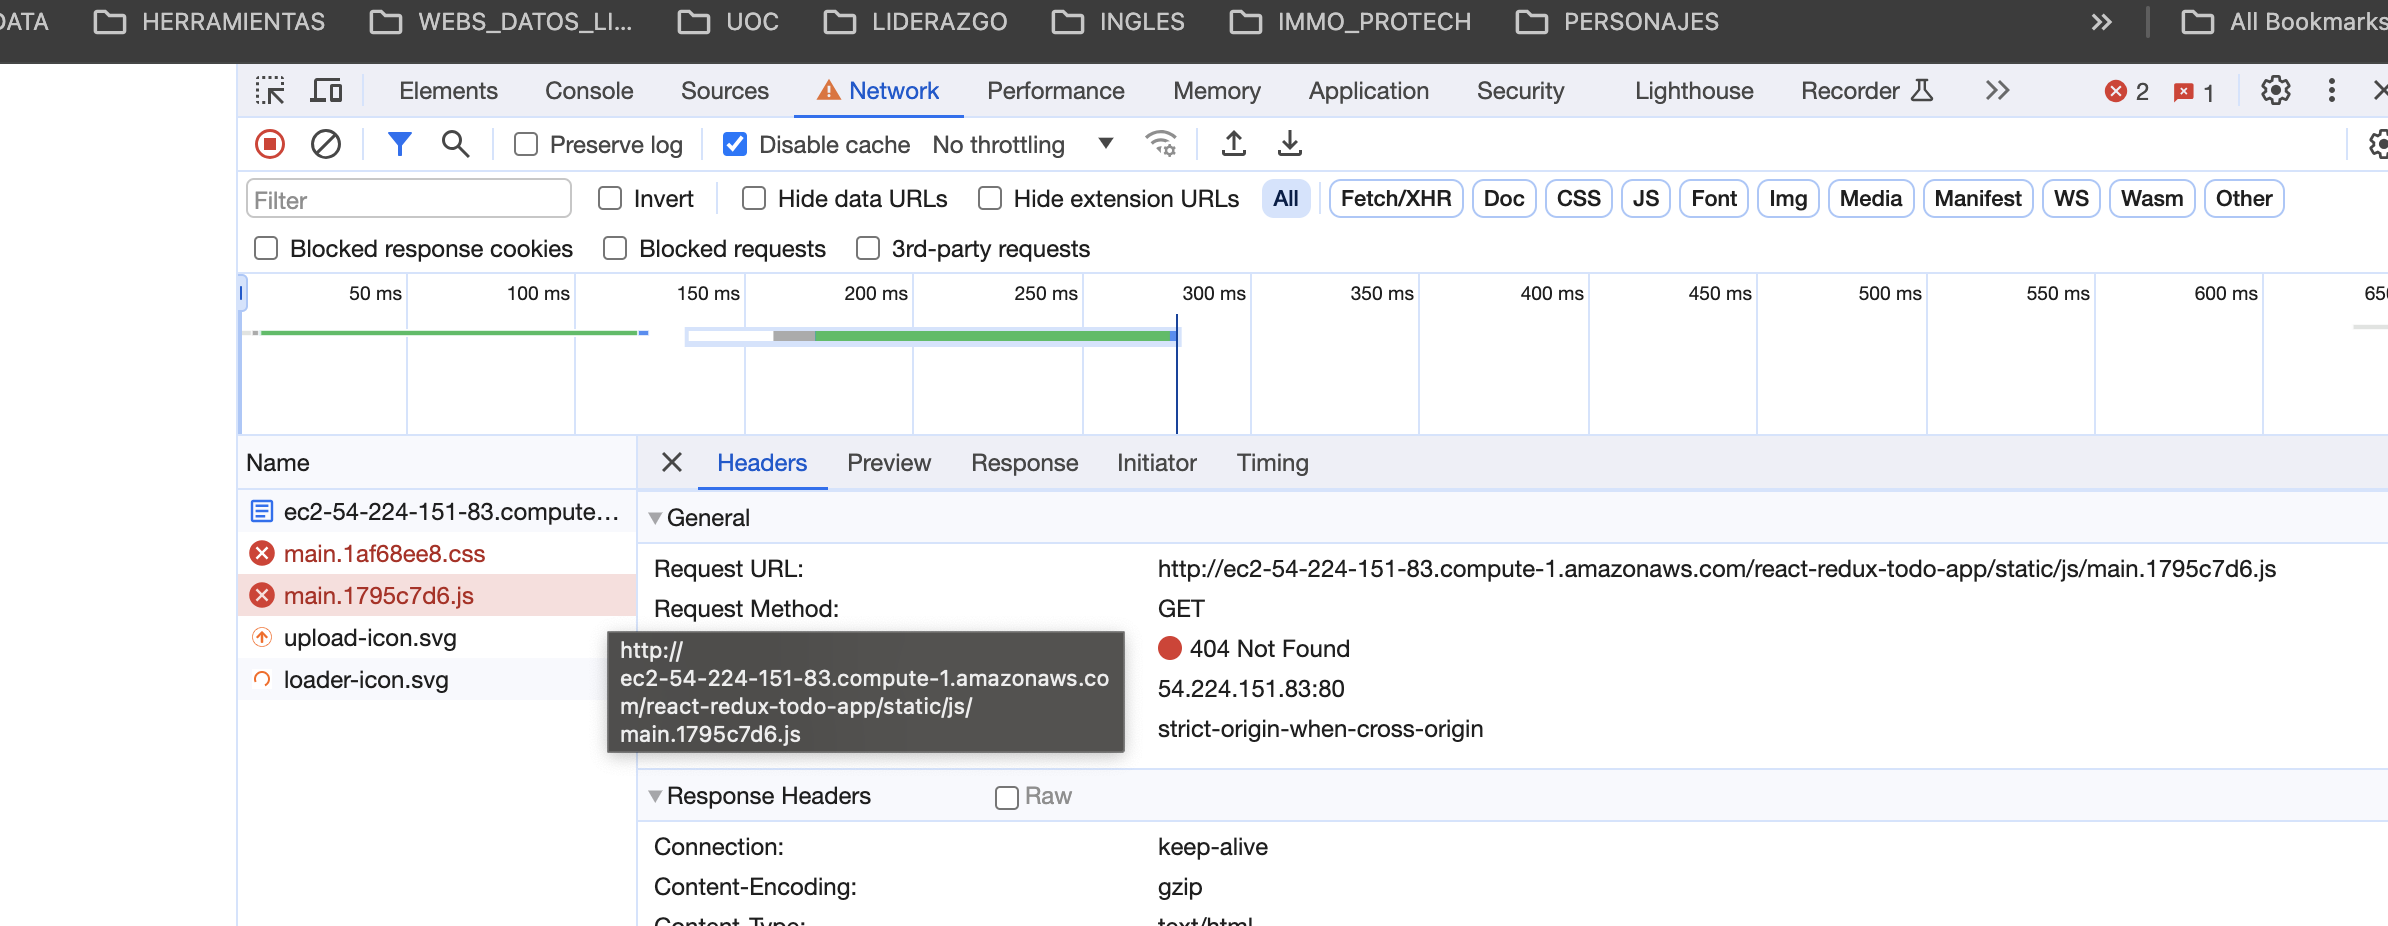 DATA HERRAMIENTAS WEBS_DATOS_LI... UOC LIDERAZGO INGLES IMMO_PROTECH PERSONAJES All Bookmarks
Elements Console Sources Network Performance Memory Application Security Lighthouse Recorder 2 1
Preserve log Disable cache No throttling
Filter Invert Hide data URLs Hide extension URLs All Fetch/XHR Doc CSS JS Font Img Media Manifest WS Wasm Other
Blocked response cookies Blocked requests 3rd-party requests
50 ms 100 ms 150 ms 200 ms 250 ms 300 ms 350 ms 400 ms 450 ms 500 ms 550 ms 600 ms
Name Headers Preview Response Initiator Timing
ec2-54-224-151-83.compute...
main.1af68ee8.css
main.1795c7d6.js
upload-icon.svg
loader-icon.svg
General
Request URL: http://ec2-54-224-151-83.compute-1.amazonaws.com/react-redux-todo-app/static/js/main.1795c7d6.js
Request Method: GET
404 Not Found
54.224.151.83:80
strict-origin-when-cross-origin
http://
ec2-54-224-151-83.compute-1.amazonaws.co
m/react-redux-todo-app/static/js/
main.1795c7d6.js
Response Headers Raw
Connection: keep-alive
Content-Encoding: gzip
Content-Type: text/html